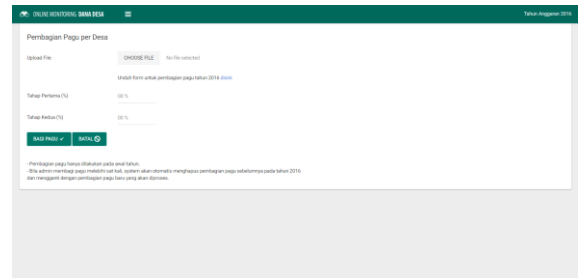 ONLINE MONITORING DANA DESA
Tahun Anggaran 2016
Pembagian Pagu per Desa
Upload File
CHOOSE FILE No file selected
Unduh form untuk pembagian pagu tahun 2016 disini
Tahap Pertama (%)
00 %
Tahap Kedua (%)
00 %
BAGI PAGU BATAL
- Pembagian pagu hanya dilakukan pada awal tahun.
- Bila admin membagi pagu melebihi sat kali, system akan otomatis menghapus pembagian pagu sebelumnya pada tahun 2016
dan mengganti dengan pembagian pagu baru yang akan diproses.